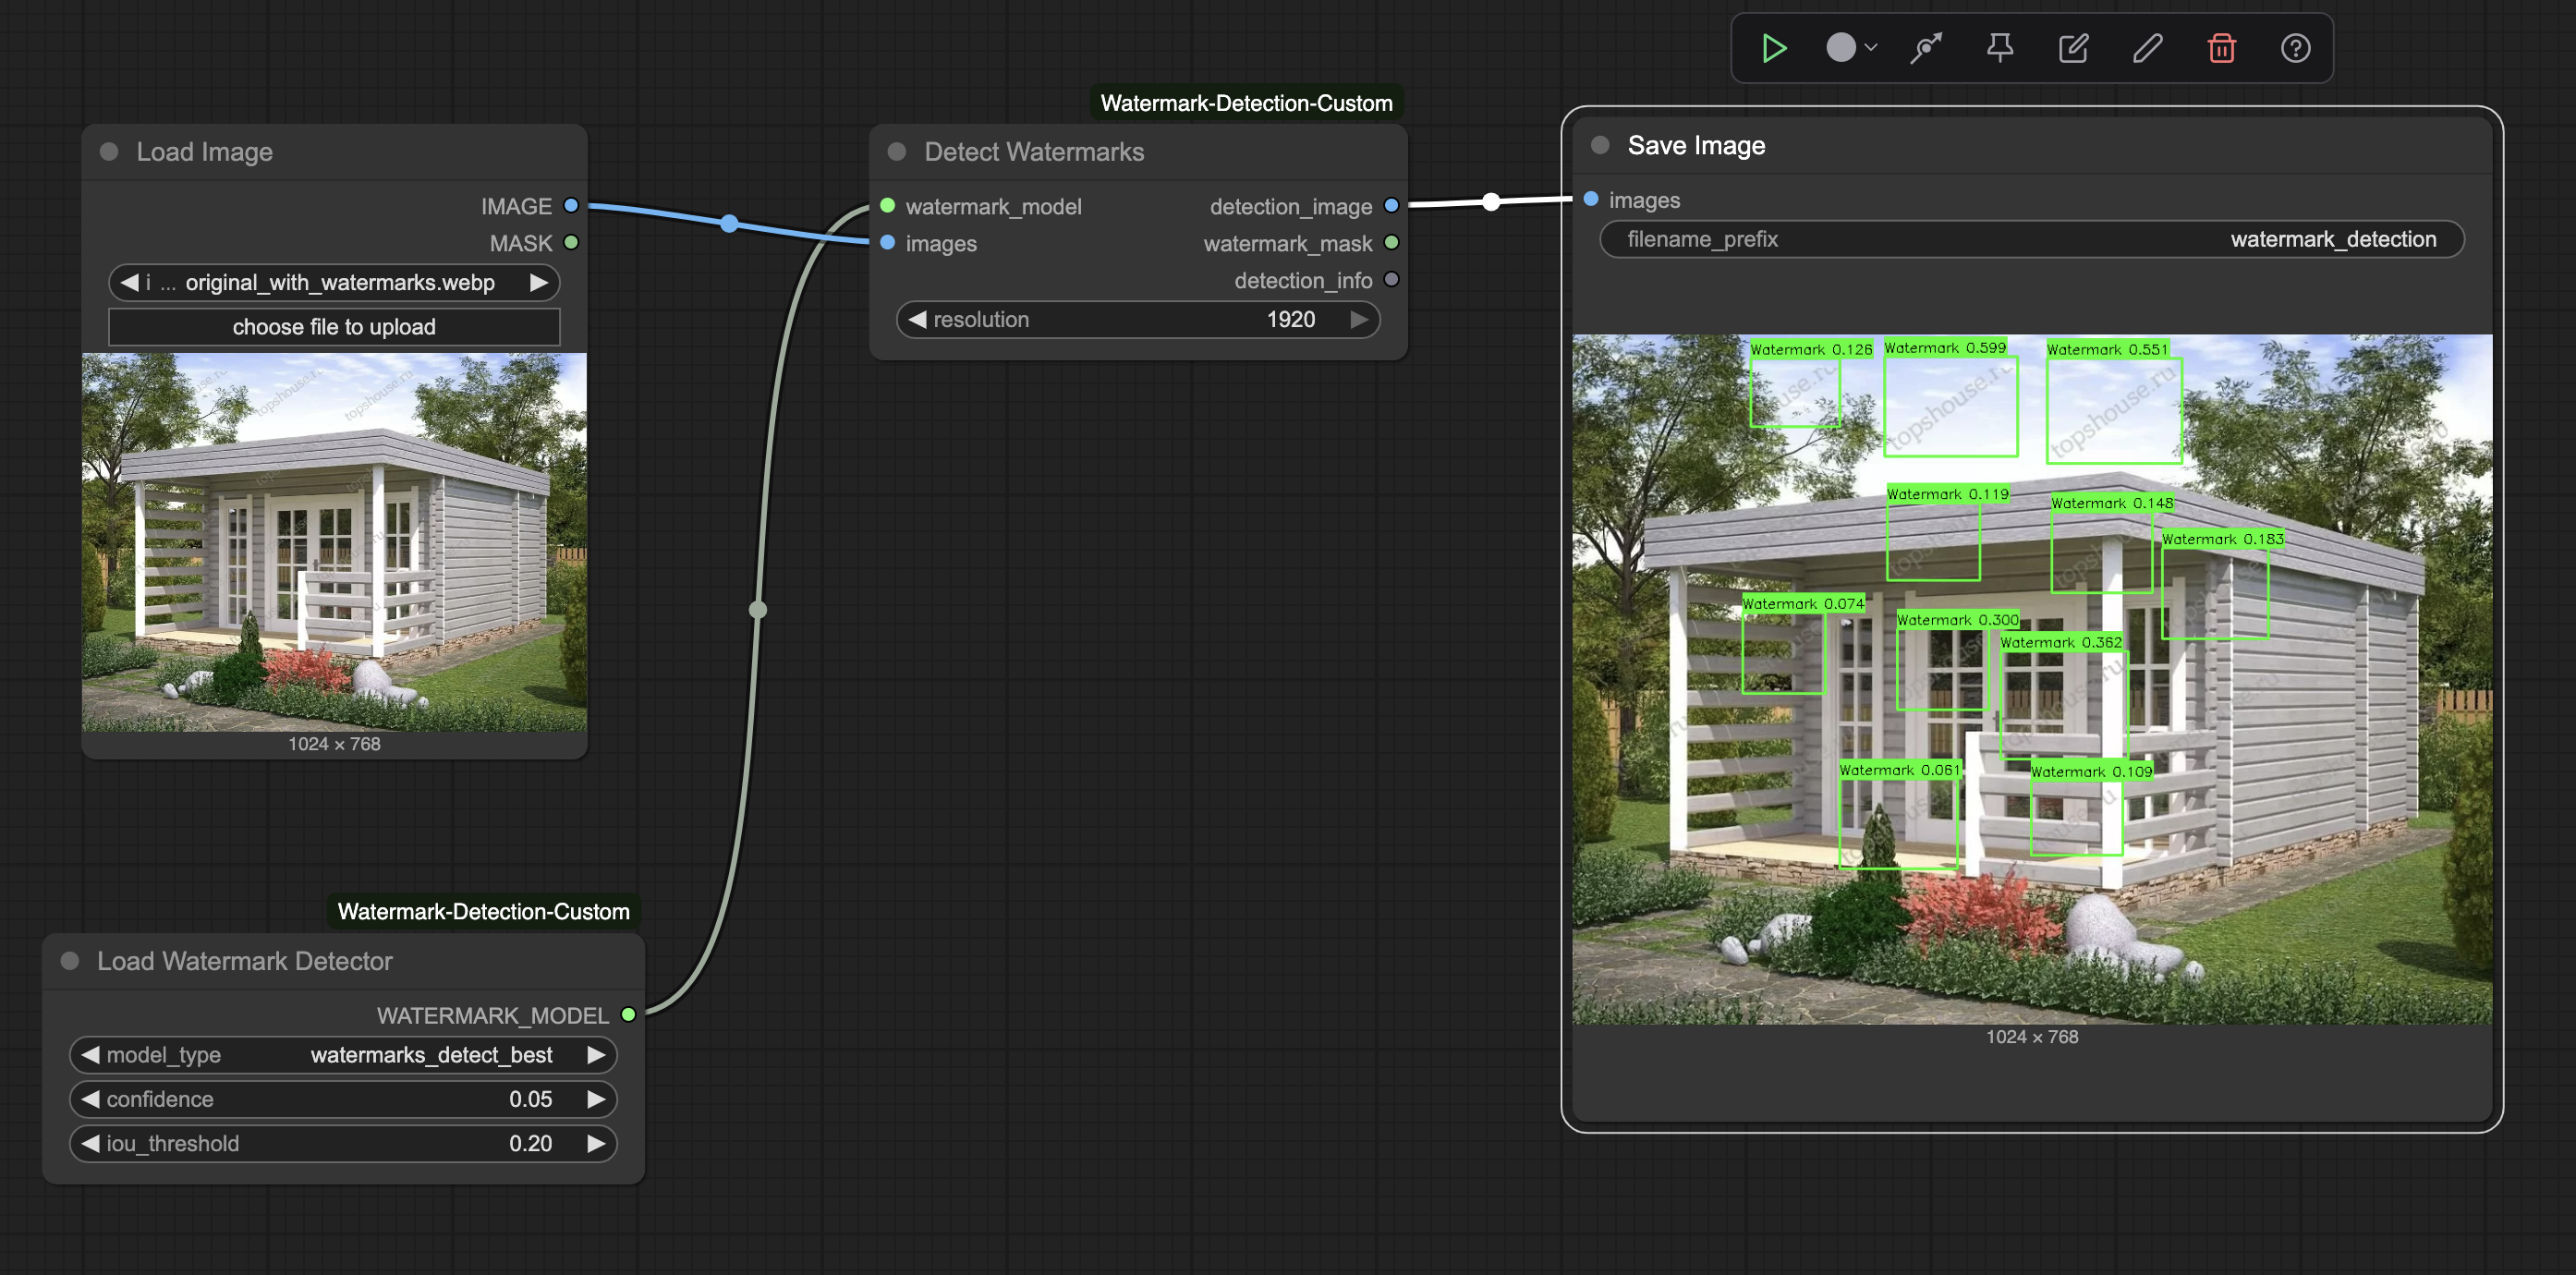 Watermark-Detection-Custom
Load Image
IMAGE
MASK
i ... original_with_watermarks.webp
choose file to upload
topshouse.ru
1024 × 768
Detect Watermarks
watermark_model
detection_image
images
watermark_mask
detection_info
resolution 1920
Save Image
images
filename_prefix watermark_detection
Watermark 0.126
Watermark 0.599
Watermark 0.551
topshouse.ru
Watermark 0.119
Watermark 0.148
Watermark 0.183
Watermark 0.074
Watermark 0.300
Watermark 0.362
Watermark 0.061
Watermark 0.109
1024 × 768
Watermark-Detection-Custom
Load Watermark Detector
WATERMARK_MODEL
model_type watermarks_detect_best
confidence 0.05
iou_threshold 0.20